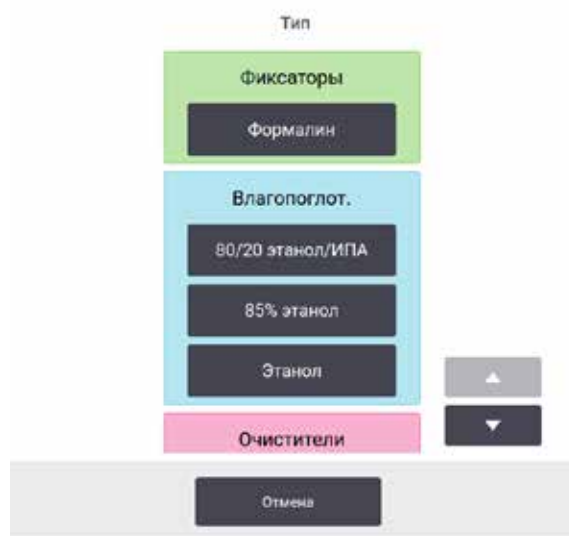 Тип
Фиксаторы
Формалин
Влагопоглот.
80/20 этанол/ИПА
85% этанол
Этанол
Очистители
Отмена